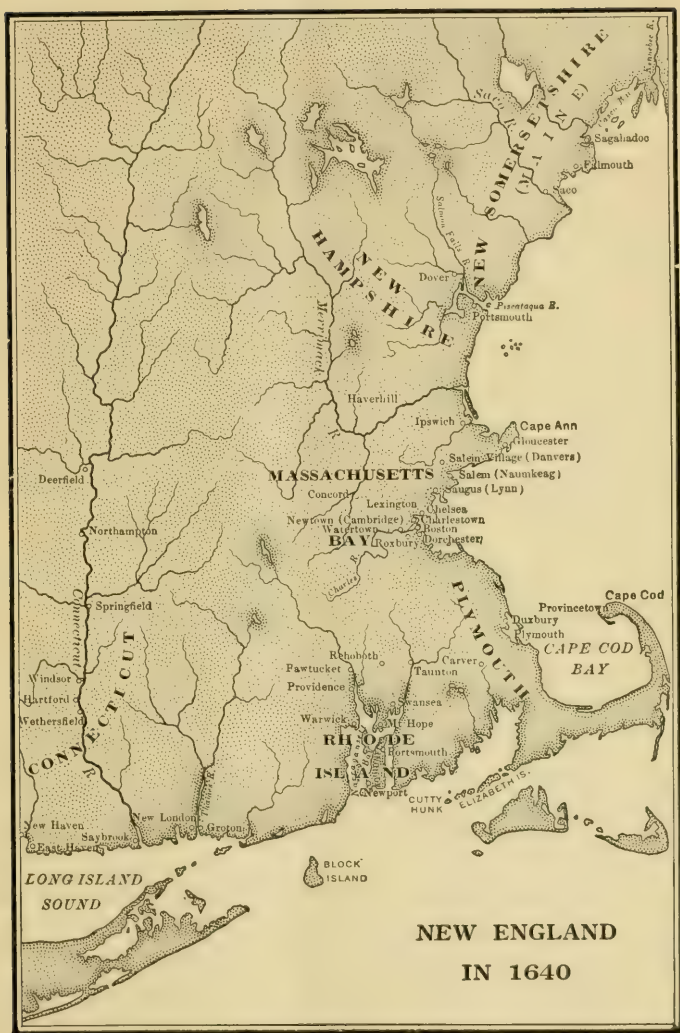 Kennebec R.
NEW SOMERSETSHIRE
(MAINE)
Saco R.
Sagahadoc
Falmouth
Saco
Salmon Falls R.
NEW
HAMPSHIRE
Dover
Piscataqua R.
Portsmouth
Merrimack
R.
Haverhill
Ipswich
Cape Ann
Gloucester
Salem Village (Danvers)
MASSACHUSETTS
Salem (Naumkeag)
Saugus (Lynn)
Deerfield
Concord
Lexington
Chelsea
Newtown (Cambridge)
Charlestown
Watertown
Boston
BAY
Roxbury
Dorchester
Northampton
Charles R.
Springfield
PLYMOUTH
Cape Cod
Provincetown
Duxbury
Plymouth
CAPE COD
BAY
Connecticut
R.
CONNECTICUT
Rehoboth
Carver
Pawtucket
Taunton
Windsor
Providence
Hartford
Swansea
Wethersfield
Warwick
Mt Hope
RHODE
Portsmouth
ISLAND
Newport
CUTTY
HUNK
ELIZABETH IS.
Thames R.
New London
Groton
New Haven
Saybrook
East Haven
BLOCK
ISLAND
LONG ISLAND
SOUND
NEW ENGLAND
IN 1640